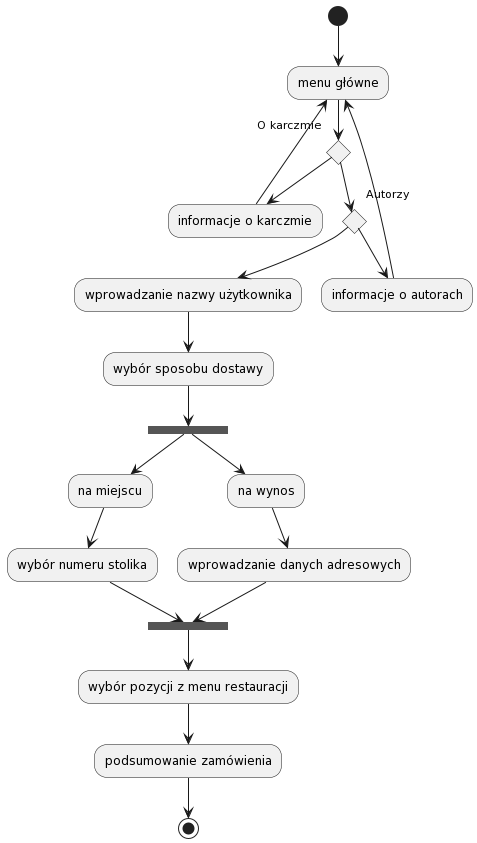 menu główne
O karczmie
Autorzy
informacje o karczmie
wprowadzanie nazwy użytkownika
informacje o autorach
wybór sposobu dostawy
na miejscu
na wynos
wybór numeru stolika
wprowadzanie danych adresowych
wybór pozycji z menu restauracji
podsumowanie zamówienia